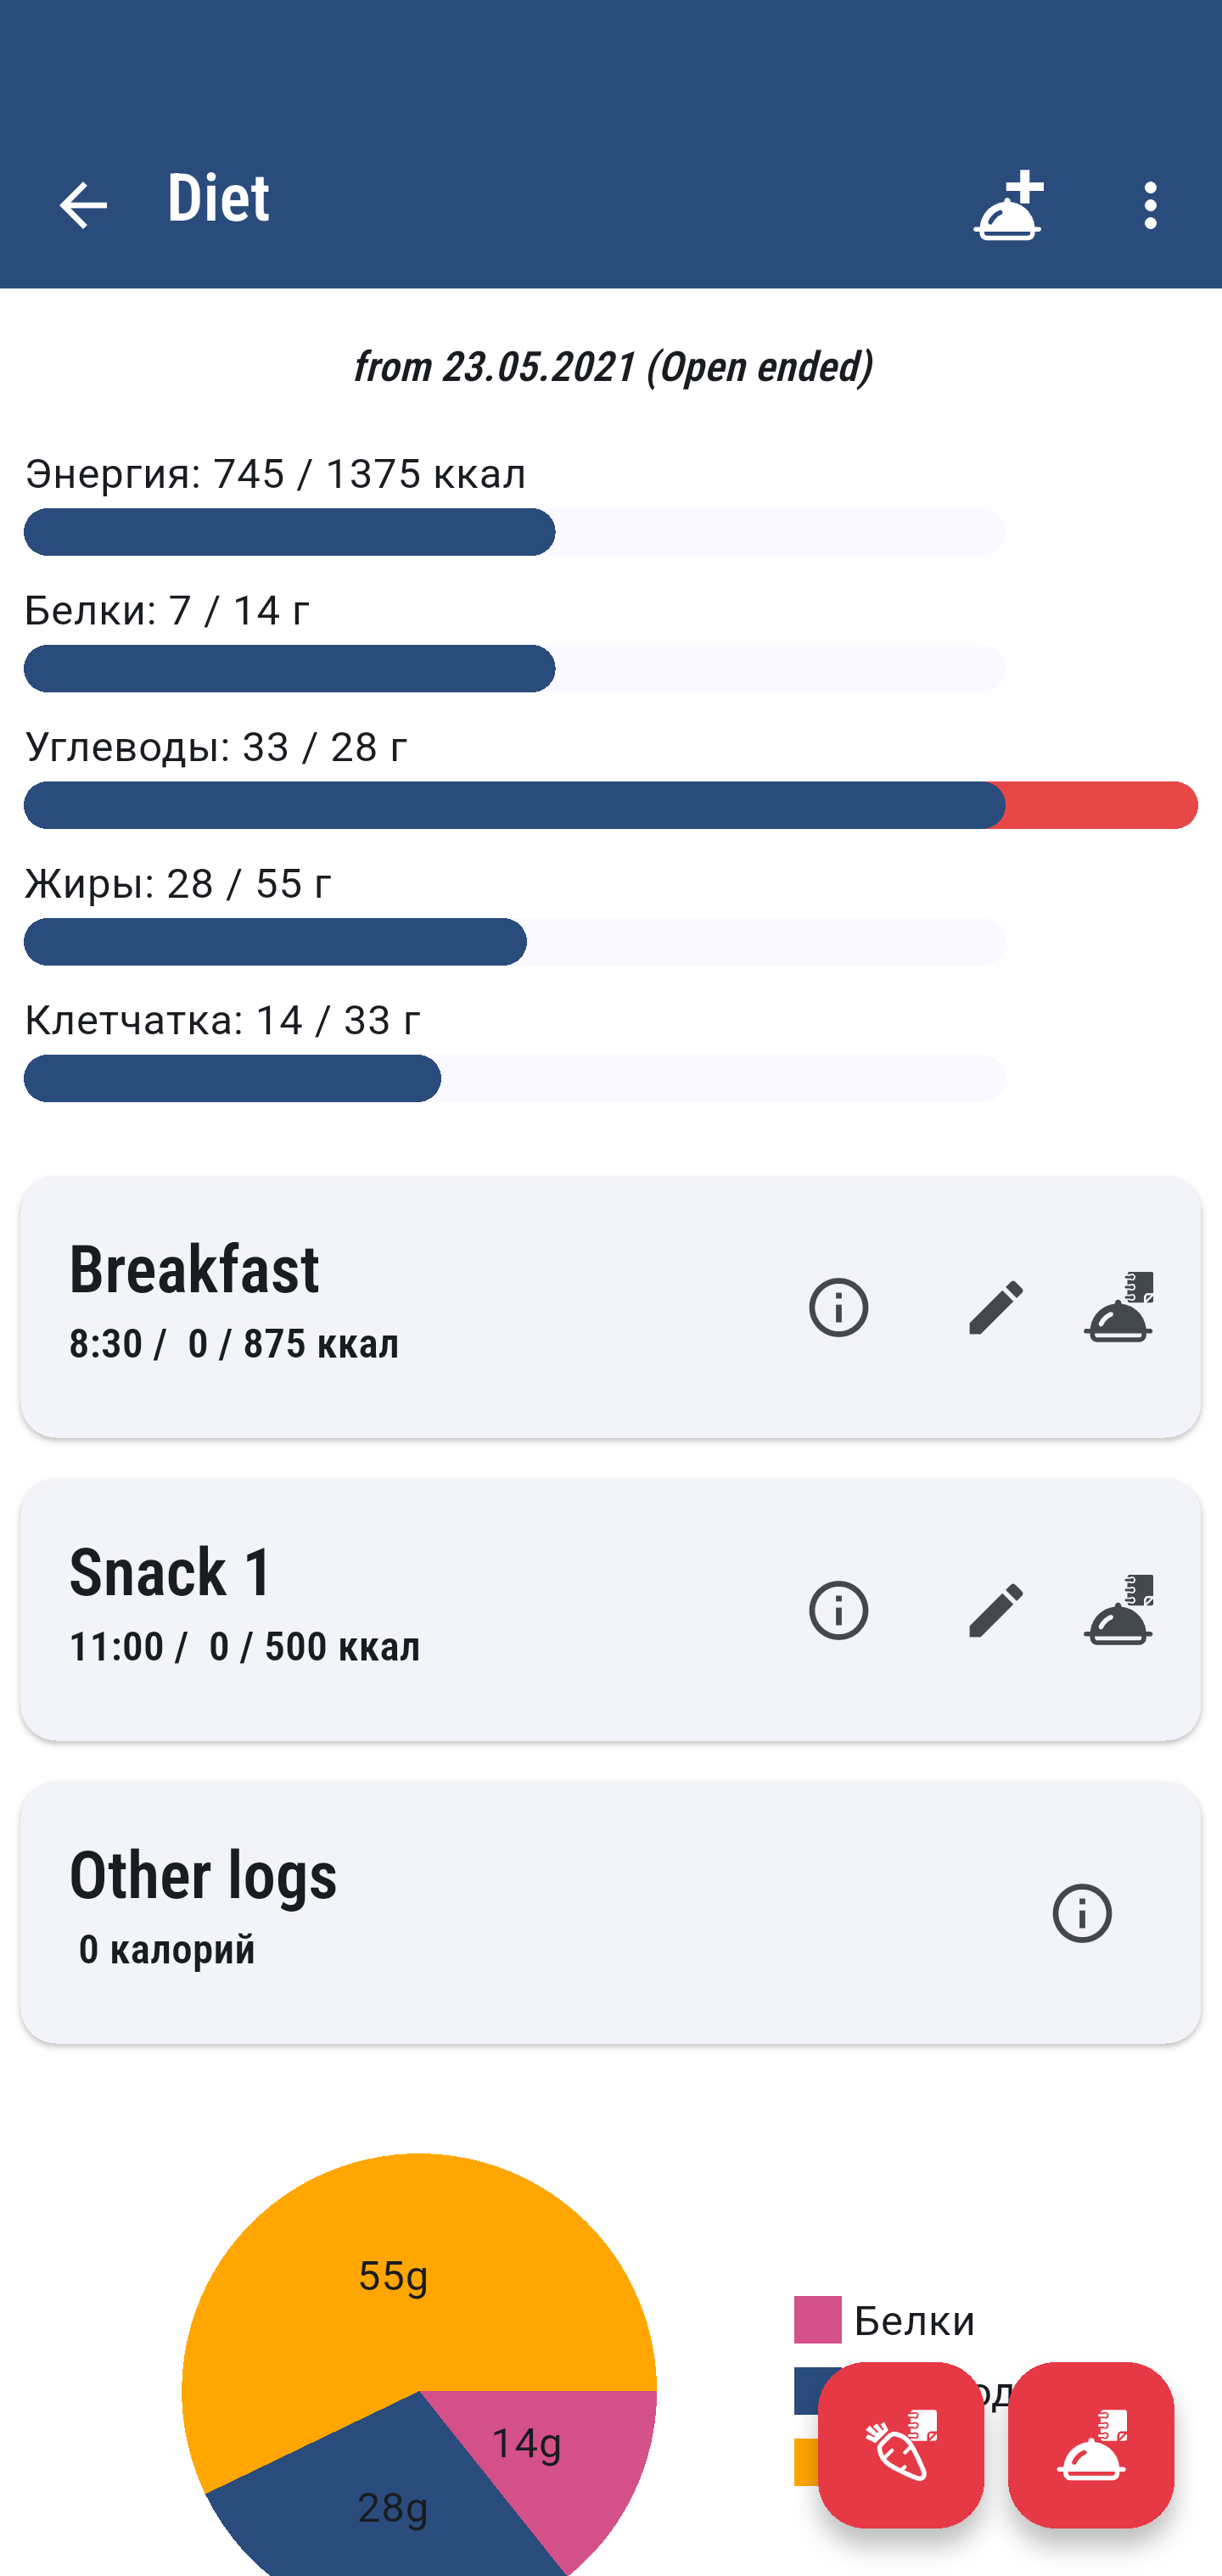 Diet
from 23.05.2021 (Open ended)
Энергия: 745 / 1375 ккал
Белки: 7 / 14 г
Углеводы: 33 / 28 г
Жиры: 28 / 55 г
Клетчатка: 14 / 33 г
Breakfast
8:30 / 0 / 875 ккал
Snack 1
11:00 / 0 / 500 ккал
Other logs
0 калорий
55g
14g
28g
Белки